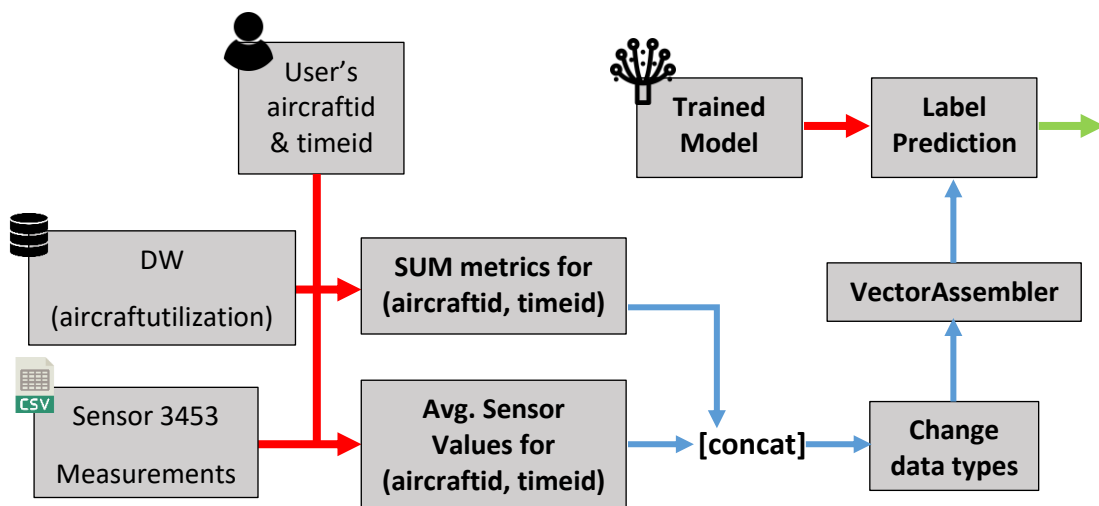 User's
aircraftid
& timeid
Trained
Model
Label
Prediction
DW
(aircraftutilization)
SUM metrics for
(aircraftid, timeid)
VectorAssembler
CSV
Sensor 3453
Measurements
Avg. Sensor
Values for
(aircraftid, timeid)
[concat]
Change
data types